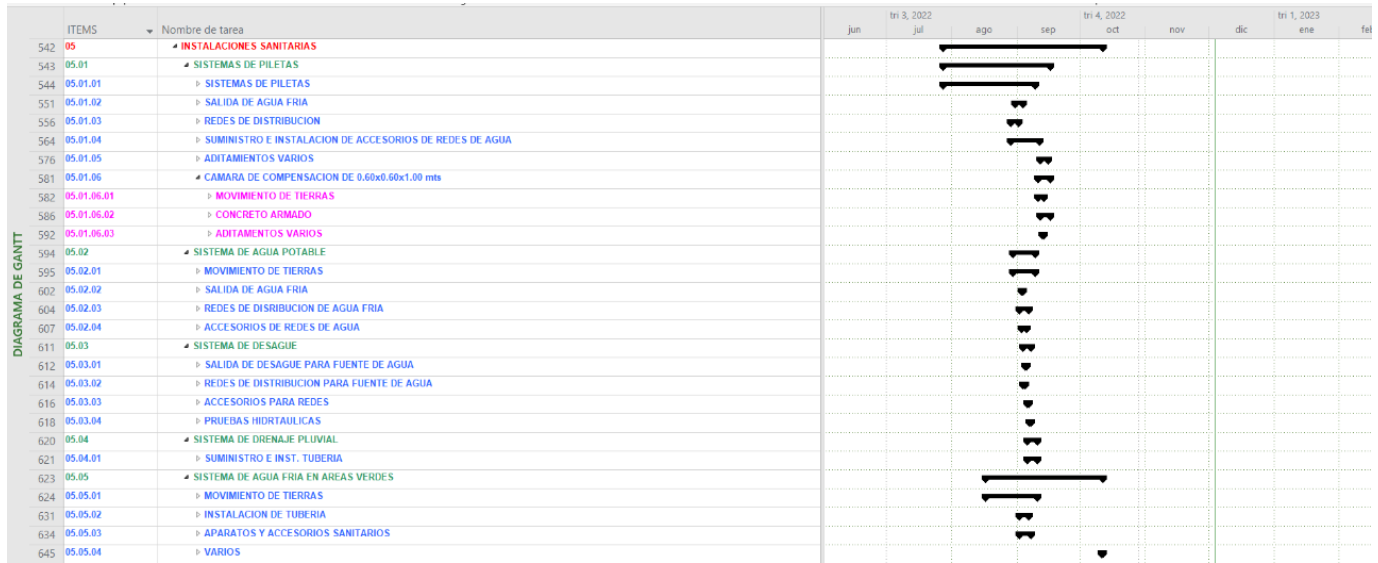 tri 3, 2022 tri 4, 2022 tri 1, 2023
ITEMS Nombre de tarea jun jul ago sep oct nov dic ene feb
DIAGRAMA DE GANTT
542 05 INSTALACIONES SANITARIAS
543 05.01 SISTEMAS DE PILETAS
544 05.01.01 SISTEMAS DE PILETAS
551 05.01.02 SALIDA DE AGUA FRIA
556 05.01.03 REDES DE DISTRIBUCION
564 05.01.04 SUMINISTRO E INSTALACION DE ACCESORIOS DE REDES DE AGUA
576 05.01.05 ADITAMIENTOS VARIOS
581 05.01.06 CAMARA DE COMPENSACION DE 0.60x0.60x1.00 mts
582 05.01.06.01 MOVIMIENTO DE TIERRAS
586 05.01.06.02 CONCRETO ARMADO
592 05.01.06.03 ADITAMENTOS VARIOS
594 05.02 SISTEMA DE AGUA POTABLE
595 05.02.01 MOVIMIENTO DE TIERRAS
602 05.02.02 SALIDA DE AGUA FRIA
604 05.02.03 REDES DE DISRIBUCION DE AGUA FRIA
607 05.02.04 ACCESORIOS DE REDES DE AGUA
611 05.03 SISTEMA DE DESAGUE
612 05.03.01 SALIDA DE DESAGUE PARA FUENTE DE AGUA
614 05.03.02 REDES DE DISTRIBUCION PARA FUENTE DE AGUA
616 05.03.03 ACCESORIOS PARA REDES
618 05.03.04 PRUEBAS HIDRTAULICAS
620 05.04 SISTEMA DE DRENAJE PLUVIAL
621 05.04.01 SUMINISTRO E INST. TUBERIA
623 05.05 SISTEMA DE AGUA FRIA EN AREAS VERDES
624 05.05.01 MOVIMIENTO DE TIERRAS
631 05.05.02 INSTALACION DE TUBERIA
634 05.05.03 APARATOS Y ACCESORIOS SANITARIOS
645 05.05.04 VARIOS